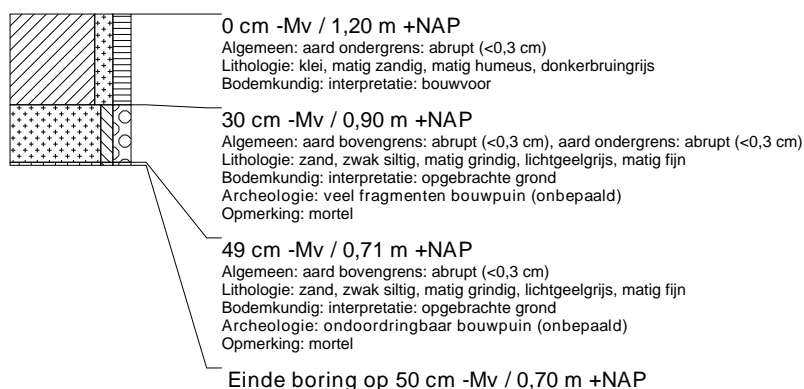 0 cm -Mv / 1,20 m +NAP
Algemeen: aard ondergrens: abrupt (<0,3 cm)
Lithologie: klei, matig zandig, matig humeus, donkerbruingrijs
Bodemkundig: interpretatie: bouwvoor
30 cm -Mv / 0,90 m +NAP
Algemeen: aard bovengrens: abrupt (<0,3 cm), aard ondergrens: abrupt (<0,3 cm)
Lithologie: zand, zwak siltig, matig grindig, lichtgeelgrijs, matig fijn
Bodemkundig: interpretatie: opgebrachte grond
Archeologie: veel fragmenten bouwpuin (onbepaald)
Opmerking: mortel
49 cm -Mv / 0,71 m +NAP
Algemeen: aard bovengrens: abrupt (<0,3 cm)
Lithologie: zand, zwak siltig, matig grindig, lichtgeelgrijs, matig fijn
Bodemkundig: interpretatie: opgebrachte grond
Archeologie: ondoordringbaar bouwpuin (onbepaald)
Opmerking: mortel
Einde boring op 50 cm -Mv / 0,70 m +NAP